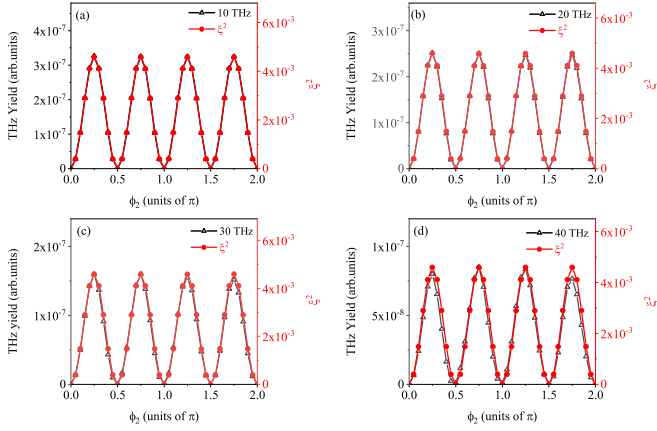 (a)
10 THz
ξ²
4x10⁻⁷
3x10⁻⁷
2x10⁻⁷
1x10⁻⁷
0
THz Yield (arb.units)
6x10⁻³
4x10⁻³
2x10⁻³
0
ξ²
0.0 0.5 1.0 1.5 2.0
ϕ₂ (units of π)
(b)
20 THz
ξ²
3x10⁻⁷
2x10⁻⁷
1x10⁻⁷
0
THz Yield (arb.units)
6x10⁻³
4x10⁻³
2x10⁻³
0
ξ²
0.0 0.5 1.0 1.5 2.0
ϕ₂ (units of π)
(c)
30 THz
ξ²
2x10⁻⁷
1x10⁻⁷
0
THz yield (arb.units)
6x10⁻³
4x10⁻³
2x10⁻³
0
ξ²
0.0 0.5 1.0 1.5 2.0
ϕ₂ (units of π)
(d)
40 THz
ξ²
1x10⁻⁷
5x10⁻⁸
0
THz Yield (arb.units)
6x10⁻³
4x10⁻³
2x10⁻³
0
ξ²
0.0 0.5 1.0 1.5 2.0
ϕ₂ (units of π)